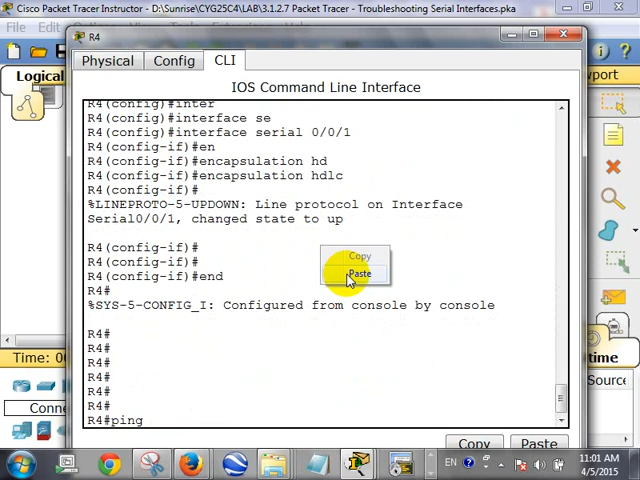 Cisco Packet Tracer Instructor - D:\Sunrise\CYG25C4\LAB\3.1.2.7 Packet Tracer - Troubleshooting Serial Interfaces.pka
File Edit
Logical
R4
Physical Config CLI
IOS Command Line Interface
R4(config)#inter
R4(config)#interface se
R4(config)#interface serial 0/0/1
R4(config-if)#en
R4(config-if)#encapsulation hd
R4(config-if)#encapsulation hdlc
R4(config-if)#
%LINEPROTO-5-UPDOWN: Line protocol on Interface
Serial0/0/1, changed state to up
R4(config-if)#
R4(config-if)#
R4(config-if)#end
R4#
%SYS-5-CONFIG_I: Configured from console by console
R4#
R4#
R4#
R4#
R4#
R4#
R4#ping
Copy
Paste
Copy Paste
Time: 0
Conne
time
Source
EN
11:01 AM
4/5/2015